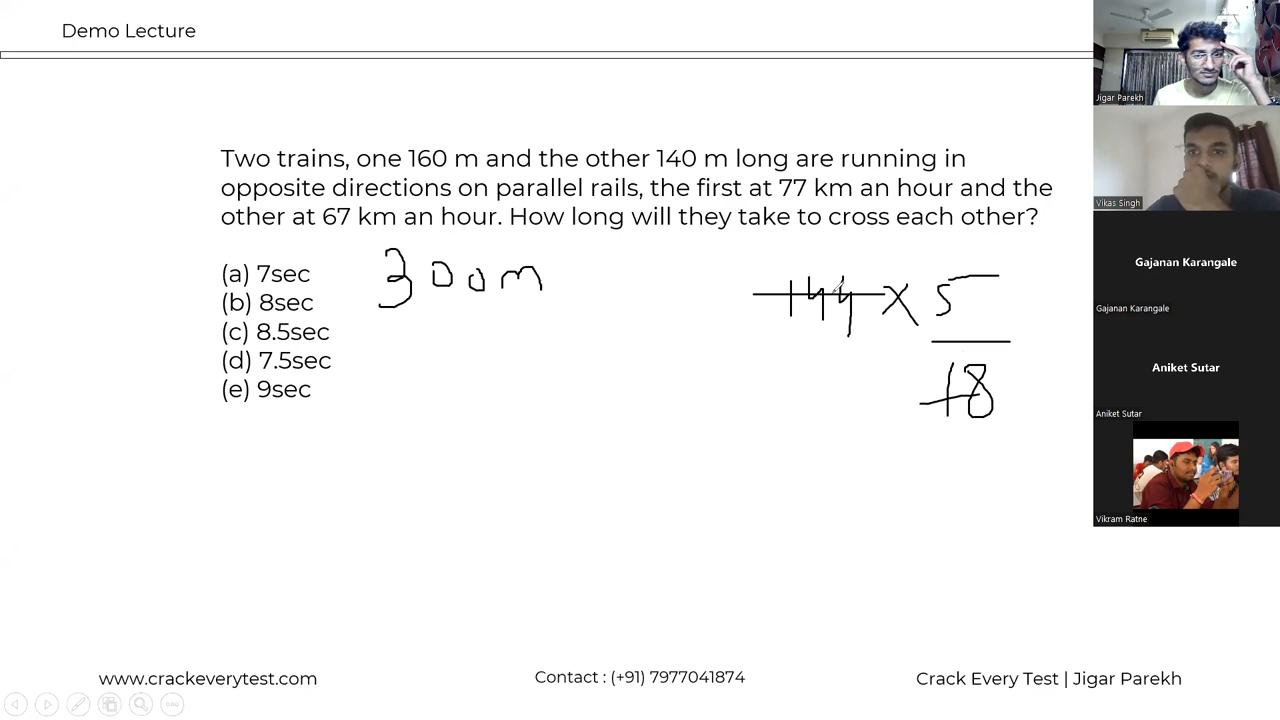 Demo Lecture
Two trains, one 160 m and the other 140 m long are running in
opposite directions on parallel rails, the first at 77 km an hour and the
other at 67 km an hour. How long will they take to cross each other?
(a) 7sec
(b) 8sec
(c) 8.5sec
(d) 7.5sec
(e) 9sec
300m
144 x 5
18
www.crackeverytest.com
Contact : (+91) 7977041874
Crack Every Test | Jigar Parekh
Jigar Parekh
Vikas Singh
Gajanan Karangale
Gajanan Karangale
Aniket Sutar
Aniket Sutar
Vikram Ratne